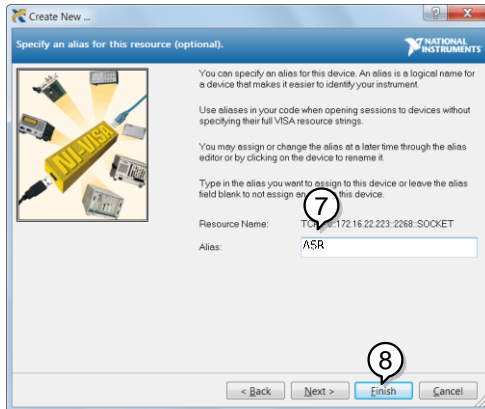 Create New ...
Specify an alias for this resource (optional).
NATIONAL
INSTRUMENTS
You can specify an alias for this device. An alias is a logical name for
a device that makes it easier to identify your instrument.
Use aliases in your code when opening sessions to devices without
specifying their full VISA resource strings.
You may assign or change the alias at a later time through the alias
editor or by clicking on the device to rename it.
Type in the alias you want to assign to this device or leave the alias
field blank to not assign an this device.
NI-VISA
7
Resource Name: ::172.16.22.223::2268::SOCKET
Alias: ASR
8
< Back Next > Finish Cancel